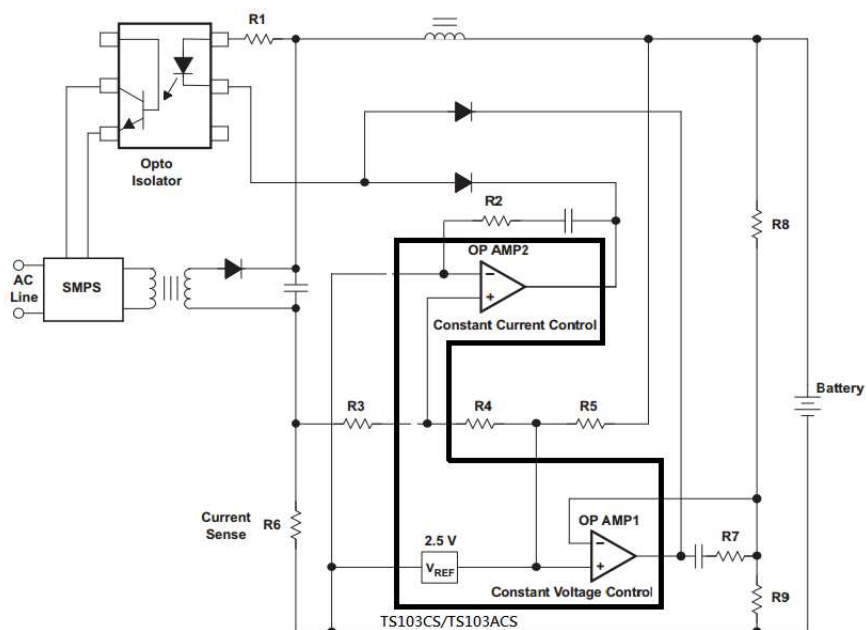 R1
Opto
Isolator
R2
R8
OP AMP2
−
+
AC
Line
SMPS
Constant Current Control
Battery
R3
R4
R5
Current
Sense
R6
OP AMP1
−
+
R7
2.5 V
VREF
Constant Voltage Control
R9
TS103CS/TS103ACS